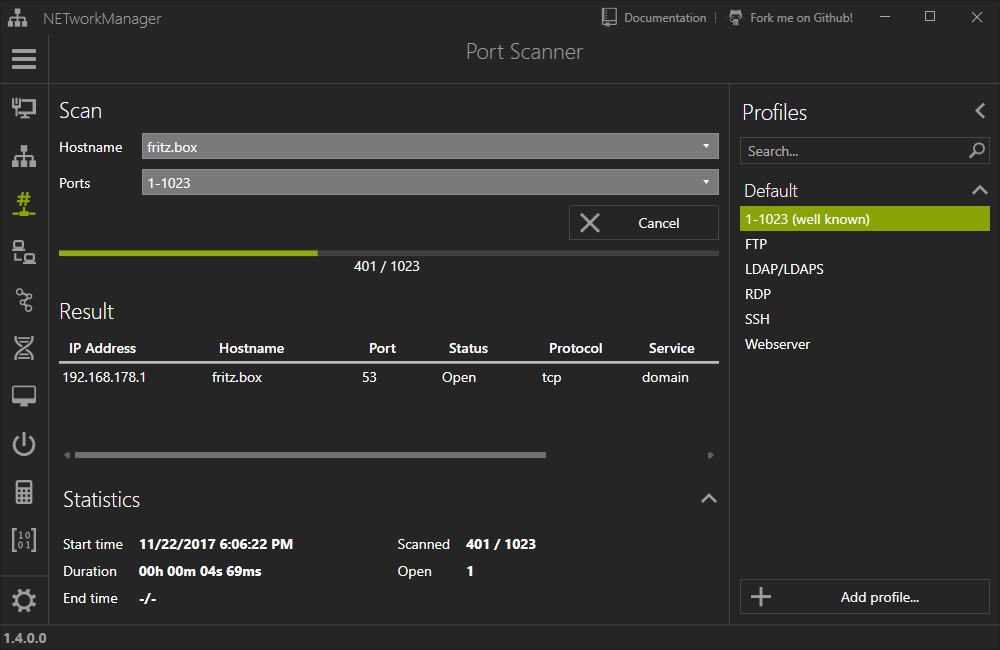 NETworkManager
Documentation | Fork me on Github!
Port Scanner
Scan
Hostname fritz.box
Ports 1-1023
Cancel
401 / 1023
Result
IP Address Hostname Port Status Protocol Service
192.168.178.1 fritz.box 53 Open tcp domain
Statistics
Start time 11/22/2017 6:06:22 PM Scanned 401 / 1023
Duration 00h 00m 04s 69ms Open 1
End time -/-
Profiles
Search...
Default
1-1023 (well known)
FTP
LDAP/LDAPS
RDP
SSH
Webserver
Add profile...
#
10
01
1.4.0.0